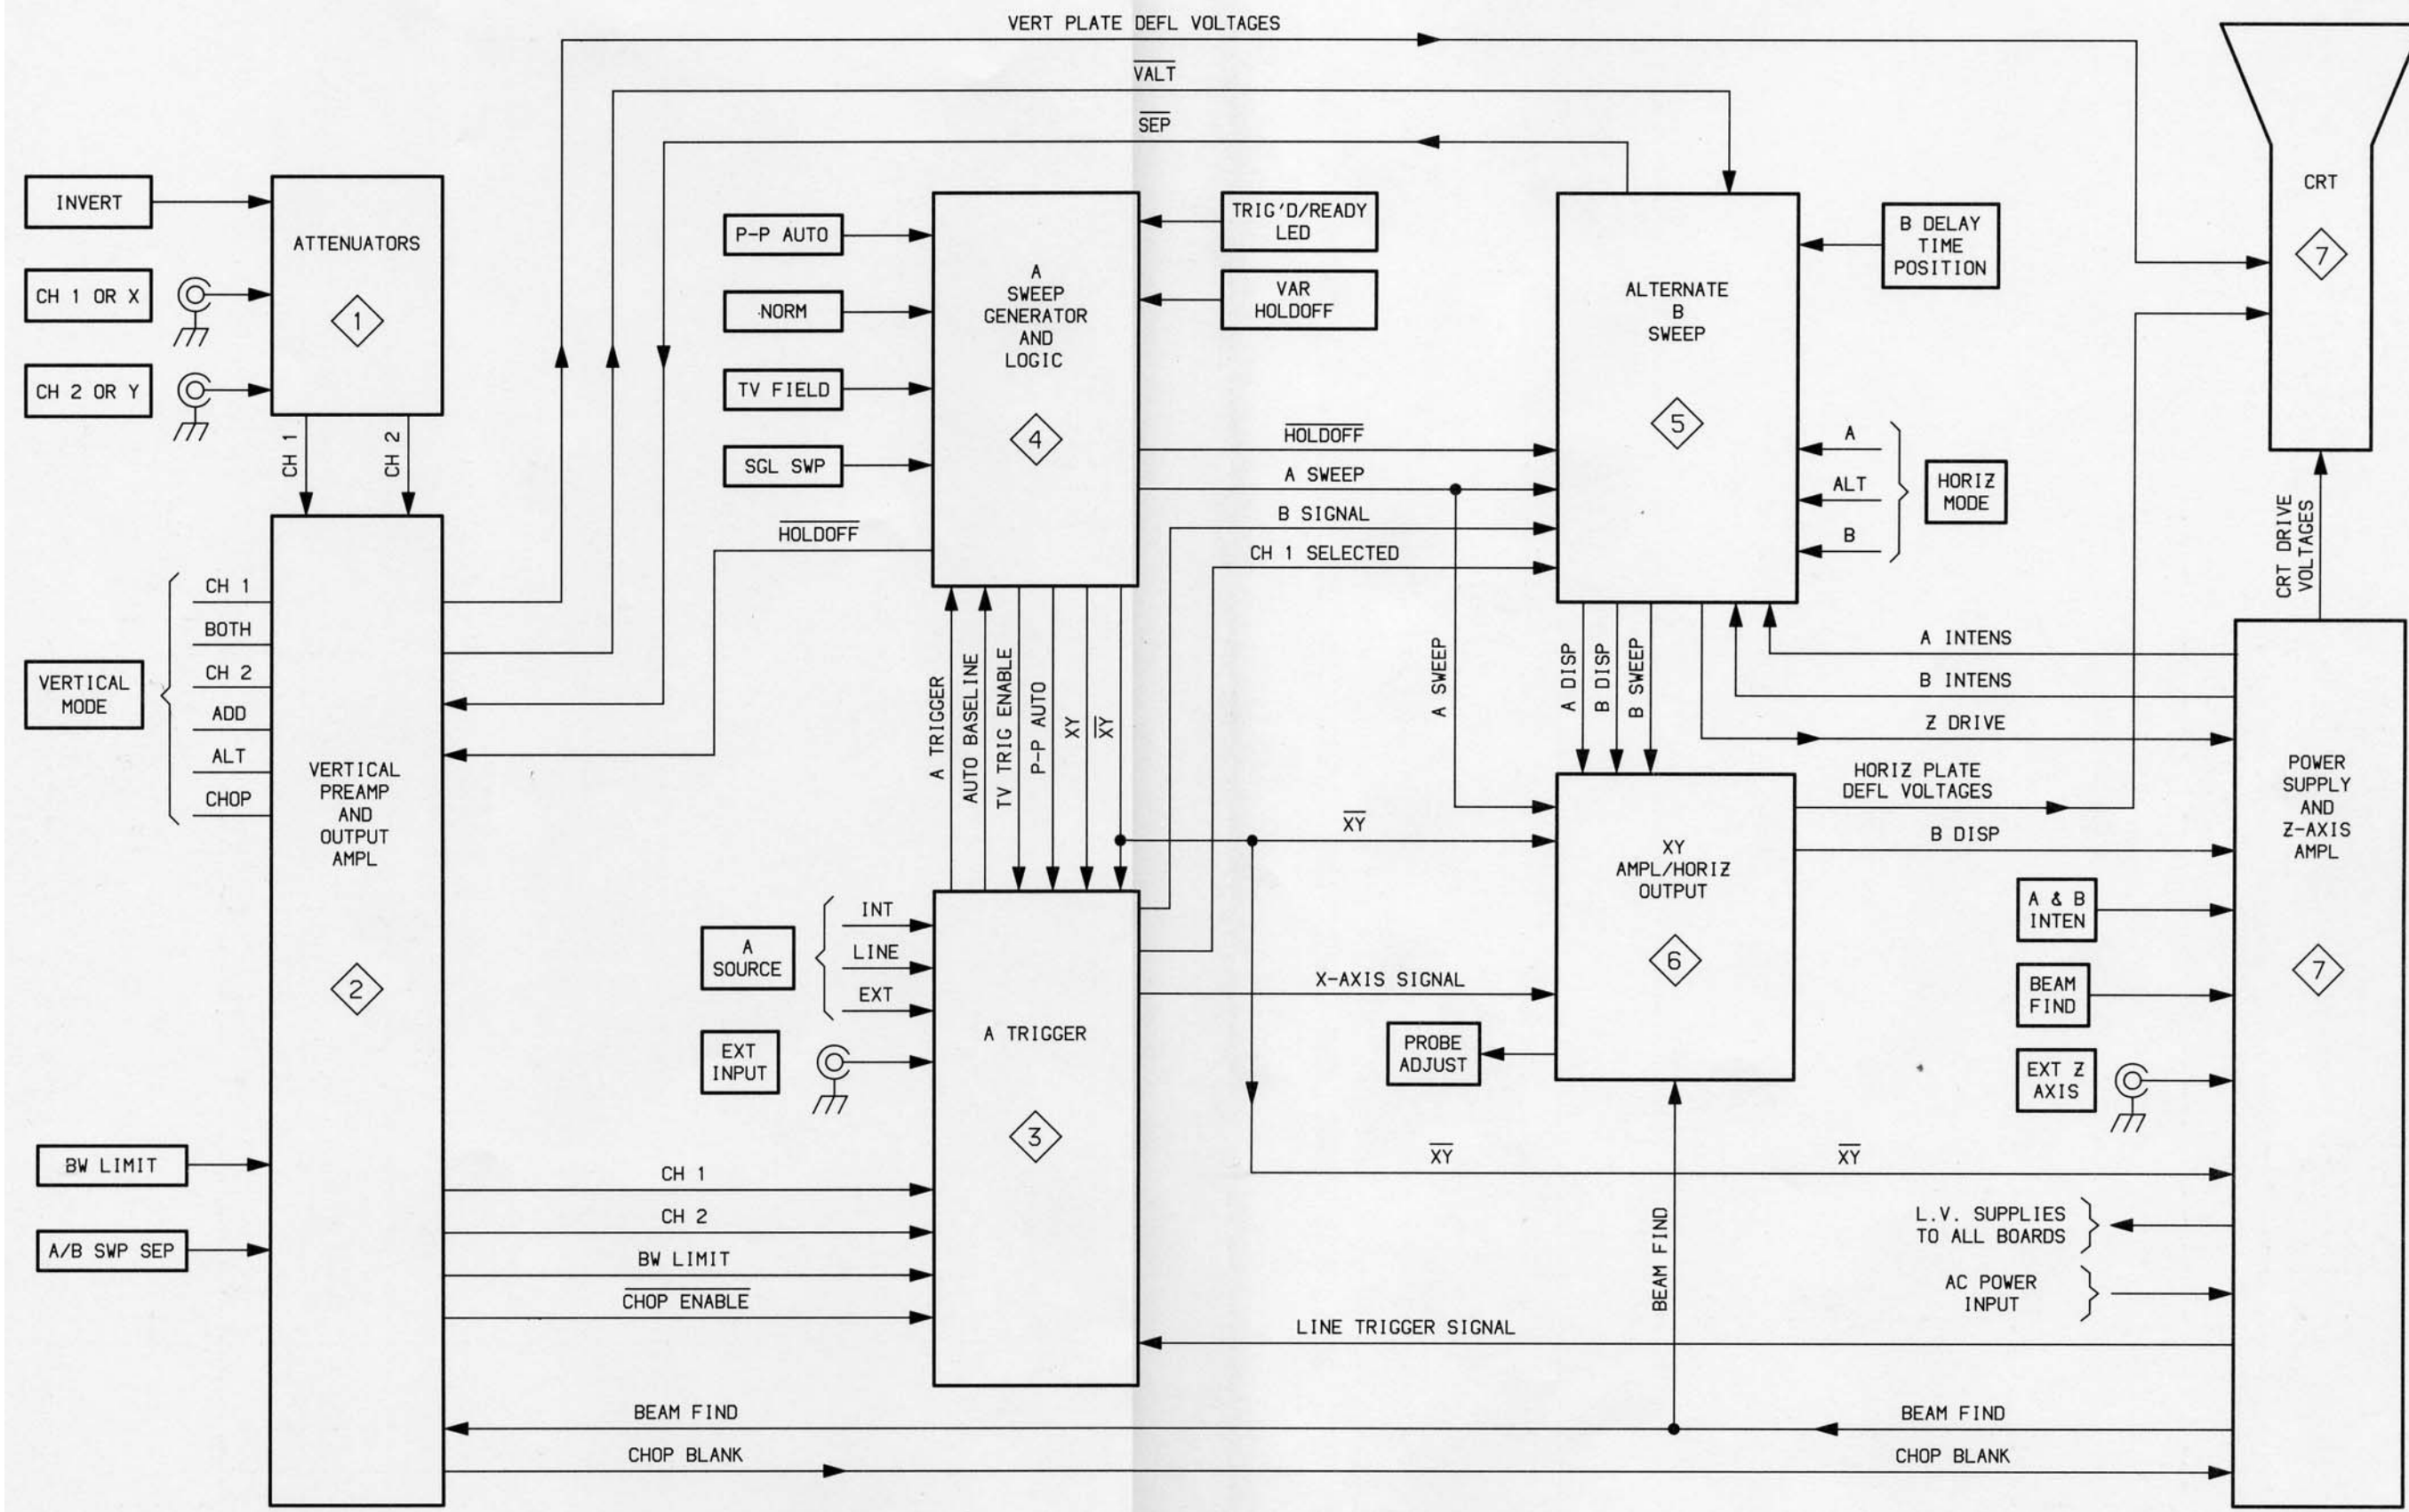 VERT PLATE DEFL VOLTAGES
VALT
SEP
INVERT
CH 1 OR X
CH 2 OR Y
ATTENUATORS
1
CH 1
CH 2
P-P AUTO
NORM
TV FIELD
SGL SWP
HOLDOFF
A
SWEEP
GENERATOR
AND
LOGIC
4
TRIG'D/READY
LED
VAR
HOLDOFF
HOLDOFF
A SWEEP
B SIGNAL
CH 1 SELECTED
ALTERNATE
B
SWEEP
5
B DELAY
TIME
POSITION
A
ALT
B
HORIZ
MODE
CRT
7
CRT DRIVE
VOLTAGES
VERTICAL
MODE
CH 1
BOTH
CH 2
ADD
ALT
CHOP
VERTICAL
PREAMP
AND
OUTPUT
AMPL
2
A TRIGGER
AUTO BASELINE
TV TRIG ENABLE
P-P AUTO
XY
XY
A SWEEP
A DISP
B DISP
B SWEEP
A INTENS
B INTENS
Z DRIVE
HORIZ PLATE
DEFL VOLTAGES
B DISP
XY
XY
AMPL/HORIZ
OUTPUT
6
POWER
SUPPLY
AND
Z-AXIS
AMPL
7
A & B
INTEN
BEAM
FIND
EXT Z
AXIS
A
SOURCE
INT
LINE
EXT
EXT
INPUT
A TRIGGER
3
X-AXIS SIGNAL
PROBE
ADJUST
BW LIMIT
A/B SWP SEP
CH 1
CH 2
BW LIMIT
CHOP ENABLE
XY
XY
BEAM FIND
L.V. SUPPLIES
TO ALL BOARDS
AC POWER
INPUT
LINE TRIGGER SIGNAL
BEAM FIND
BEAM FIND
CHOP BLANK
CHOP BLANK